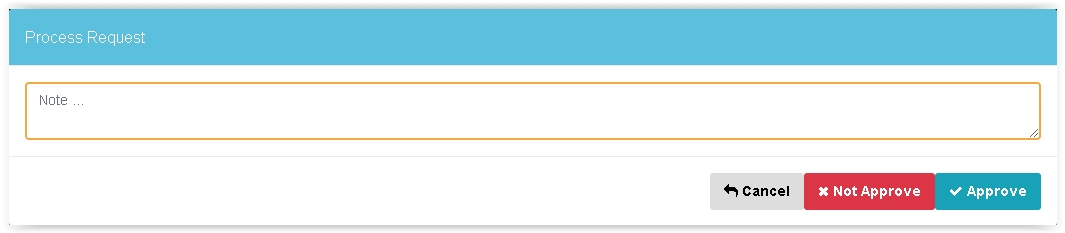 Process Request
Note ...
Cancel
Not Approve
Approve